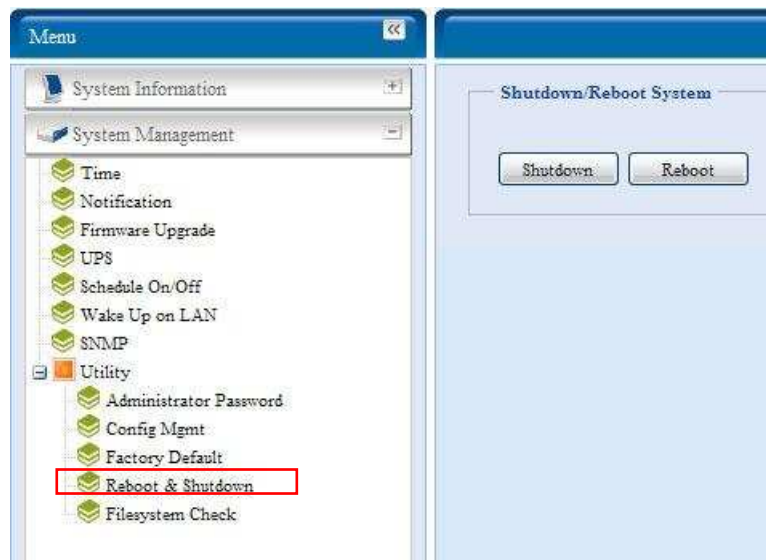 Menu
System Information
System Management
Time
Notification
Firmware Upgrade
UPS
Schedule On/Off
Wake Up on LAN
SNMP
Utility
Administrator Password
Config Mgmt
Factory Default
Reboot & Shutdown
Filesystem Check
Shutdown/Reboot System
Shutdown
Reboot